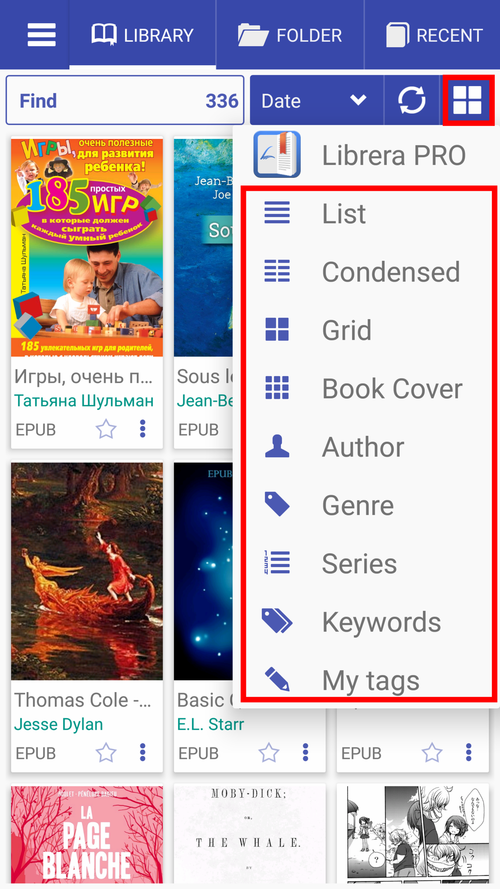 LIBRARY
FOLDER
RECENT
Find
336
Date
Librera PRO
List
Condensed
Grid
Book Cover
Author
Genre
Series
Keywords
My tags
Игры,
очень полезные
для развития
ребенка!
185
простых
ИГР
в которые должен
сыграть
каждый умный ребенок
Татьяна Шульман
185 увлекательных игр для родителей,
Игры, очень п...
Татьяна Шульман
EPUB
Jean-B
Joe
So
Sous l
Jean-Be
EPUB
Thomas Cole -...
Jesse Dylan
EPUB
EPUB
Basic
E.L. Starr
EPUB
EPUB
LA
PAGE
BLANCHE
MOBY-DICK;
OR,
THE WHALE.